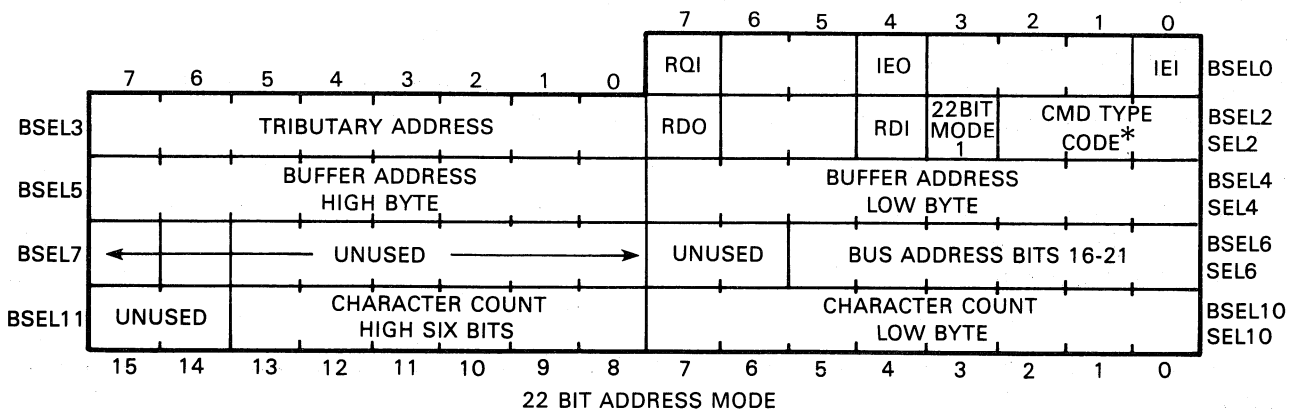 7 6 5 4 3 2 1 0
RQI IEO IEI BSEL0
7 6 5 4 3 2 1 0
BSEL3 TRIBUTARY ADDRESS RDO RDI 22BIT MODE 1 CMD TYPE CODE* BSEL2 SEL2
BSEL5 BUFFER ADDRESS HIGH BYTE BUFFER ADDRESS LOW BYTE BSEL4 SEL4
BSEL7 UNUSED UNUSED BUS ADDRESS BITS 16-21 BSEL6 SEL6
BSEL11 UNUSED CHARACTER COUNT HIGH SIX BITS CHARACTER COUNT LOW BYTE BSEL10 SEL10
15 14 13 12 11 10 9 8 7 6 5 4 3 2 1 0
22 BIT ADDRESS MODE